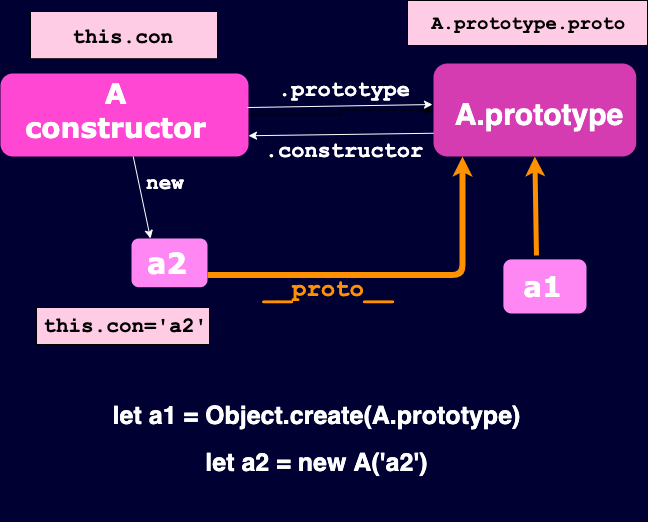 this.con
A.prototype.proto
A
constructor
.prototype
A.prototype
.constructor
new
a2
__proto__
a1
this.con='a2'
let a1 = Object.create(A.prototype)
let a2 = new A('a2')